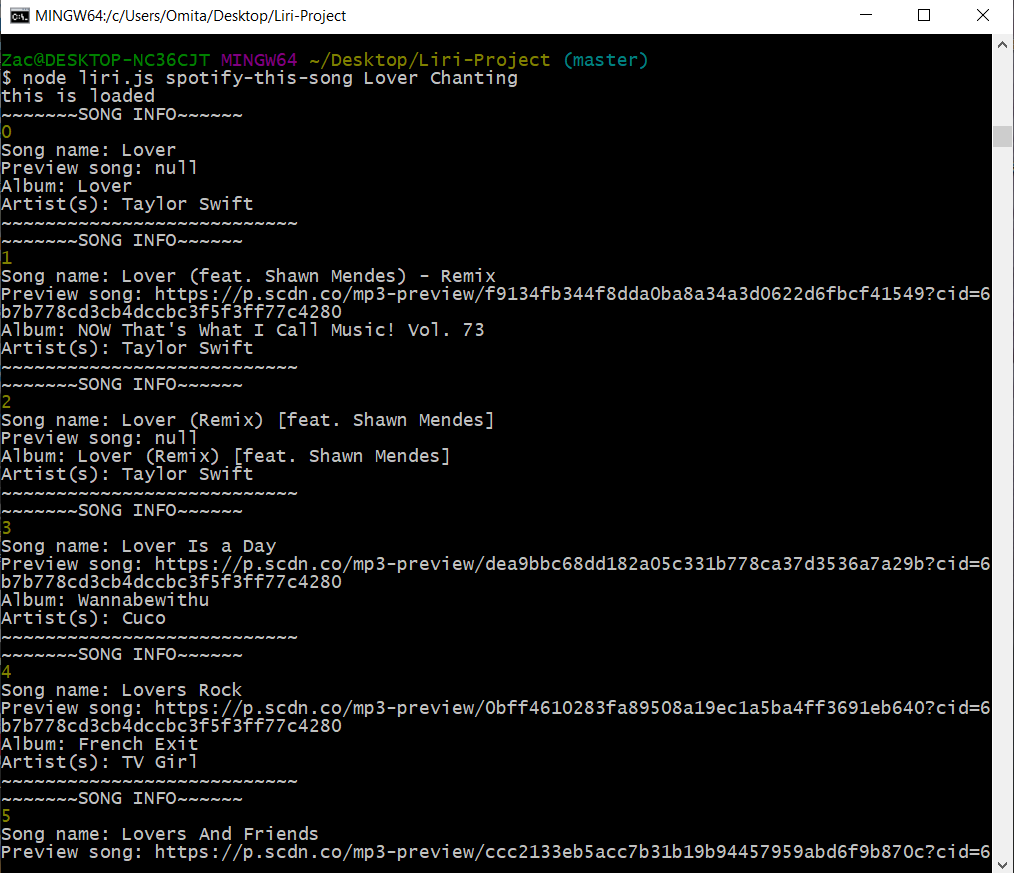 MINGW64:/c/Users/Omita/Desktop/Liri-Project
Zac@DESKTOP-NC36CJT MINGW64 ~/Desktop/Liri-Project (master)
$ node liri.js spotify-this-song Lover Chanting
this is loaded
~~~~~~~SONG INFO~~~~~~
0
Song name: Lover
Preview song: null
Album: Lover
Artist(s): Taylor Swift
~~~~~~~~~~~~~~~~~~~~~~~~~~~
~~~~~~~SONG INFO~~~~~~
1
Song name: Lover (feat. Shawn Mendes) - Remix
Preview song: https://p.scdn.co/mp3-preview/f9134fb344f8dda0ba8a34a3d0622d6fbcf41549?cid=6
b7b778cd3cb4dccbc3f5f3ff77c4280
Album: NOW That's What I Call Music! Vol. 73
Artist(s): Taylor Swift
~~~~~~~~~~~~~~~~~~~~~~~~~~~
~~~~~~~SONG INFO~~~~~~
2
Song name: Lover (Remix) [feat. Shawn Mendes]
Preview song: null
Album: Lover (Remix) [feat. Shawn Mendes]
Artist(s): Taylor Swift
~~~~~~~~~~~~~~~~~~~~~~~~~~~
~~~~~~~SONG INFO~~~~~~
3
Song name: Lover Is a Day
Preview song: https://p.scdn.co/mp3-preview/dea9bbc68dd182a05c331b778ca37d3536a7a29b?cid=6
b7b778cd3cb4dccbc3f5f3ff77c4280
Album: Wannabewithu
Artist(s): Cuco
~~~~~~~~~~~~~~~~~~~~~~~~~~~
~~~~~~~SONG INFO~~~~~~
4
Song name: Lovers Rock
Preview song: https://p.scdn.co/mp3-preview/0bff4610283fa89508a19ec1a5ba4ff3691eb640?cid=6
b7b778cd3cb4dccbc3f5f3ff77c4280
Album: French Exit
Artist(s): TV Girl
~~~~~~~~~~~~~~~~~~~~~~~~~~~
~~~~~~~SONG INFO~~~~~~
5
Song name: Lovers And Friends
Preview song: https://p.scdn.co/mp3-preview/ccc2133eb5acc7b31b19b94457959abd6f9b870c?cid=6